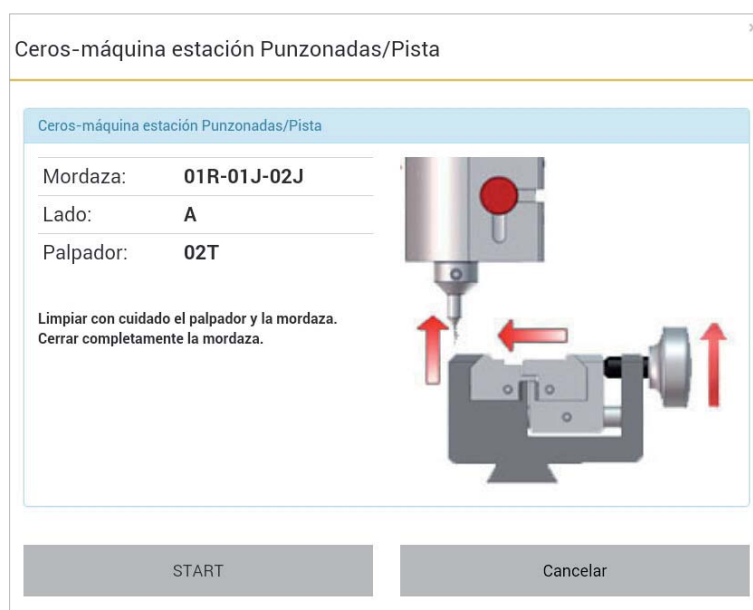 Ceros-máquina estación Punzonadas/Pista
Ceros-máquina estación Punzonadas/Pista
Mordaza: 01R-01J-02J
Lado: A
Palpador: 02T
Limpiar con cuidado el palpador y la mordaza.
Cerrar completamente la mordaza.
START
Cancelar